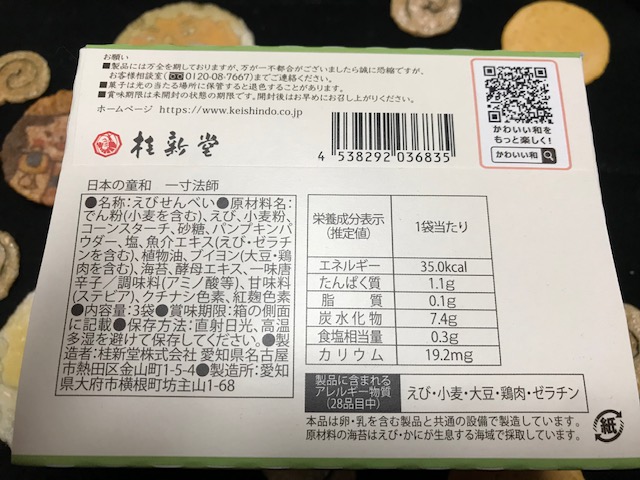 お願い
■製品には万全を期しておりますが、万が一不都合がございましたら誠に恐縮ですが、
お客様相談室(0120-08-7667)までご連絡ください。
■菓子は光の当たる場所に保管すると退色することがあります。
■賞味期限は未開封の状態の期限です。開封後はお早めにお召し上がりください。
ホームページ https://www.keishindo.co.jp
桂新堂
4 538292 036835
かわいい和を
もっと楽しく!
かわいい和
日本の童和 一寸法師
●名称:えびせんべい●原材料名:
でん粉(小麦を含む)、えび、小麦粉、
コーンスターチ、砂糖、パンプキンパ
ウダー、塩、魚介エキス(えび・ゼラチ
ンを含む)、植物油、ブイヨン(大豆・鶏
肉を含む)、海苔、酵母エキス、一味唐
辛子/調味料(アミノ酸等)、甘味料
(ステビア)、クチナシ色素、紅麹色素
●内容量:3袋●賞味期限:箱の側面
に記載●保存方法:直射日光、高温
多湿を避けて保存してください。●製
造者:桂新堂株式会社 愛知県名古屋
市熱田区金山町1-5-4●製造所:愛知
県大府市横根町坊主山1-68
栄養成分表示
(推定値)
1袋当たり
エネルギー 35.0kcal
たんぱく質 1.1g
脂質 0.1g
炭水化物 7.4g
食塩相当量 0.3g
カリウム 19.2mg
製品に含まれる
アレルギー物質
(28品目中)
えび・小麦・大豆・鶏肉・ゼラチン
本品は卵・乳を含む製品と共通の設備で製造しています。
原材料の海苔はえび・かにが生息する海域で採取しています。
紙